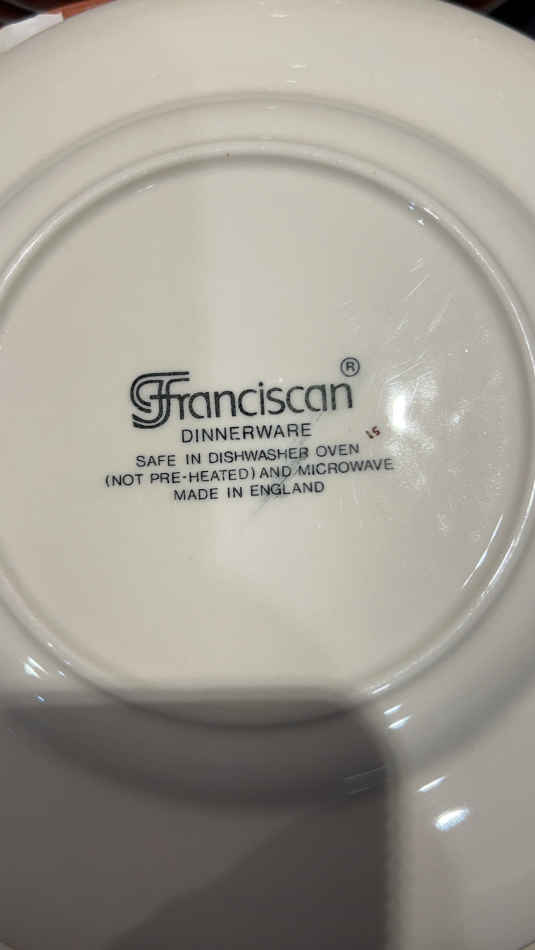 Franciscan ®
DINNERWARE
SAFE IN DISHWASHER OVEN
(NOT PRE-HEATED) AND MICROWAVE
MADE IN ENGLAND